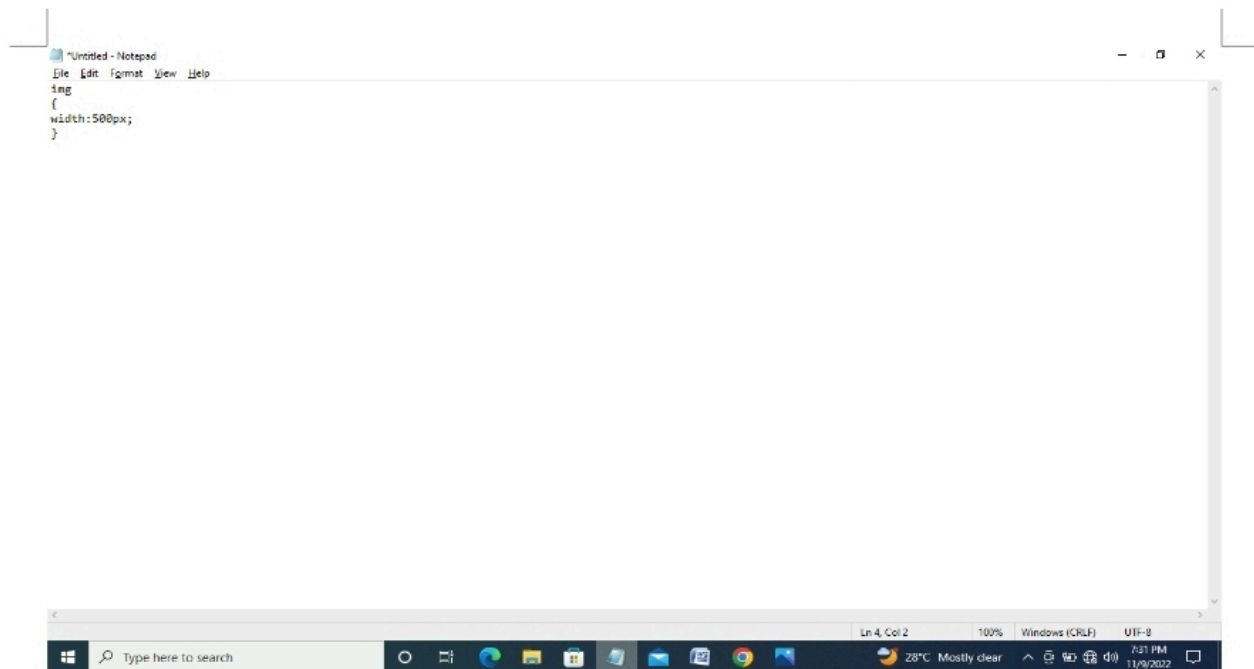 *Untitled - Notepad
File Edit Format View Help
img
{
width:500px;
}
Ln 4, Col 2 100% Windows (CRLF) UTF-8
Type here to search 28°C Mostly clear 7:31 PM
11/9/2022